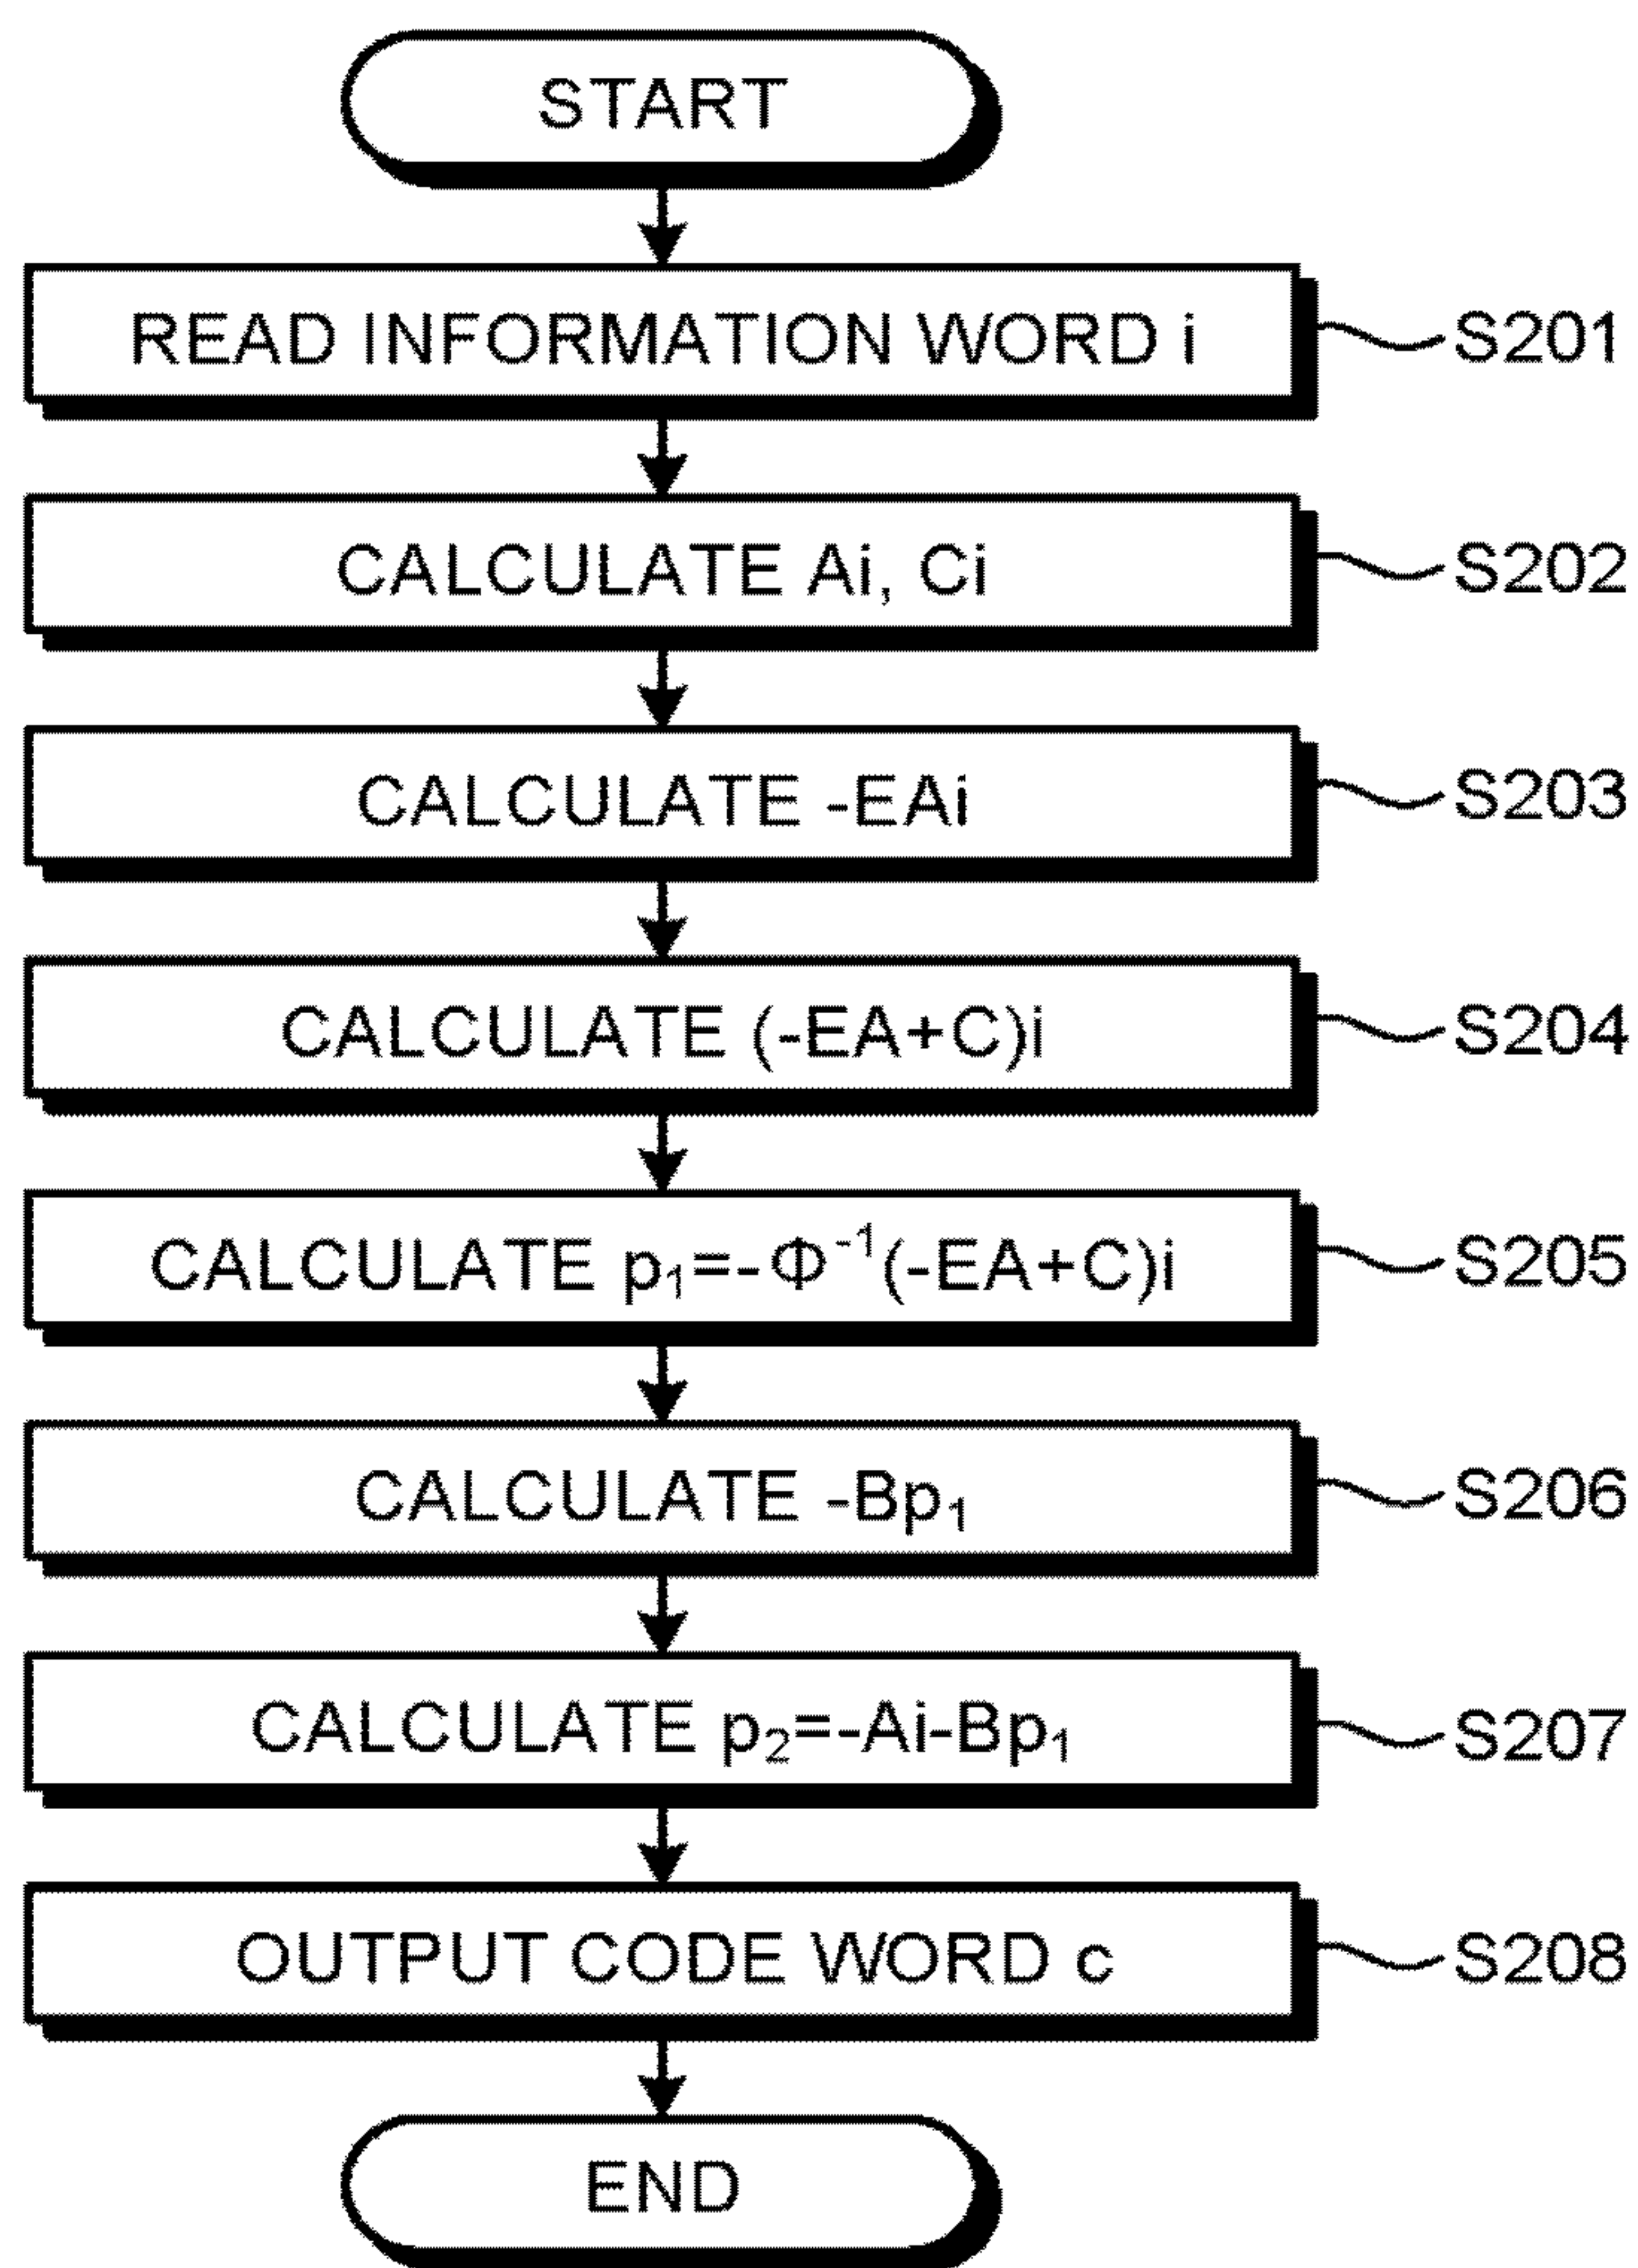 START
READ INFORMATION WORD i
S201
CALCULATE Ai, Ci
S202
CALCULATE -EAi
S203
CALCULATE (-EA+C)i
S204
CALCULATE p₁=-Φ⁻¹(-EA+C)i
S205
CALCULATE -Bp₁
S206
CALCULATE p₂=-Ai-Bp₁
S207
OUTPUT CODE WORD c
S208
END